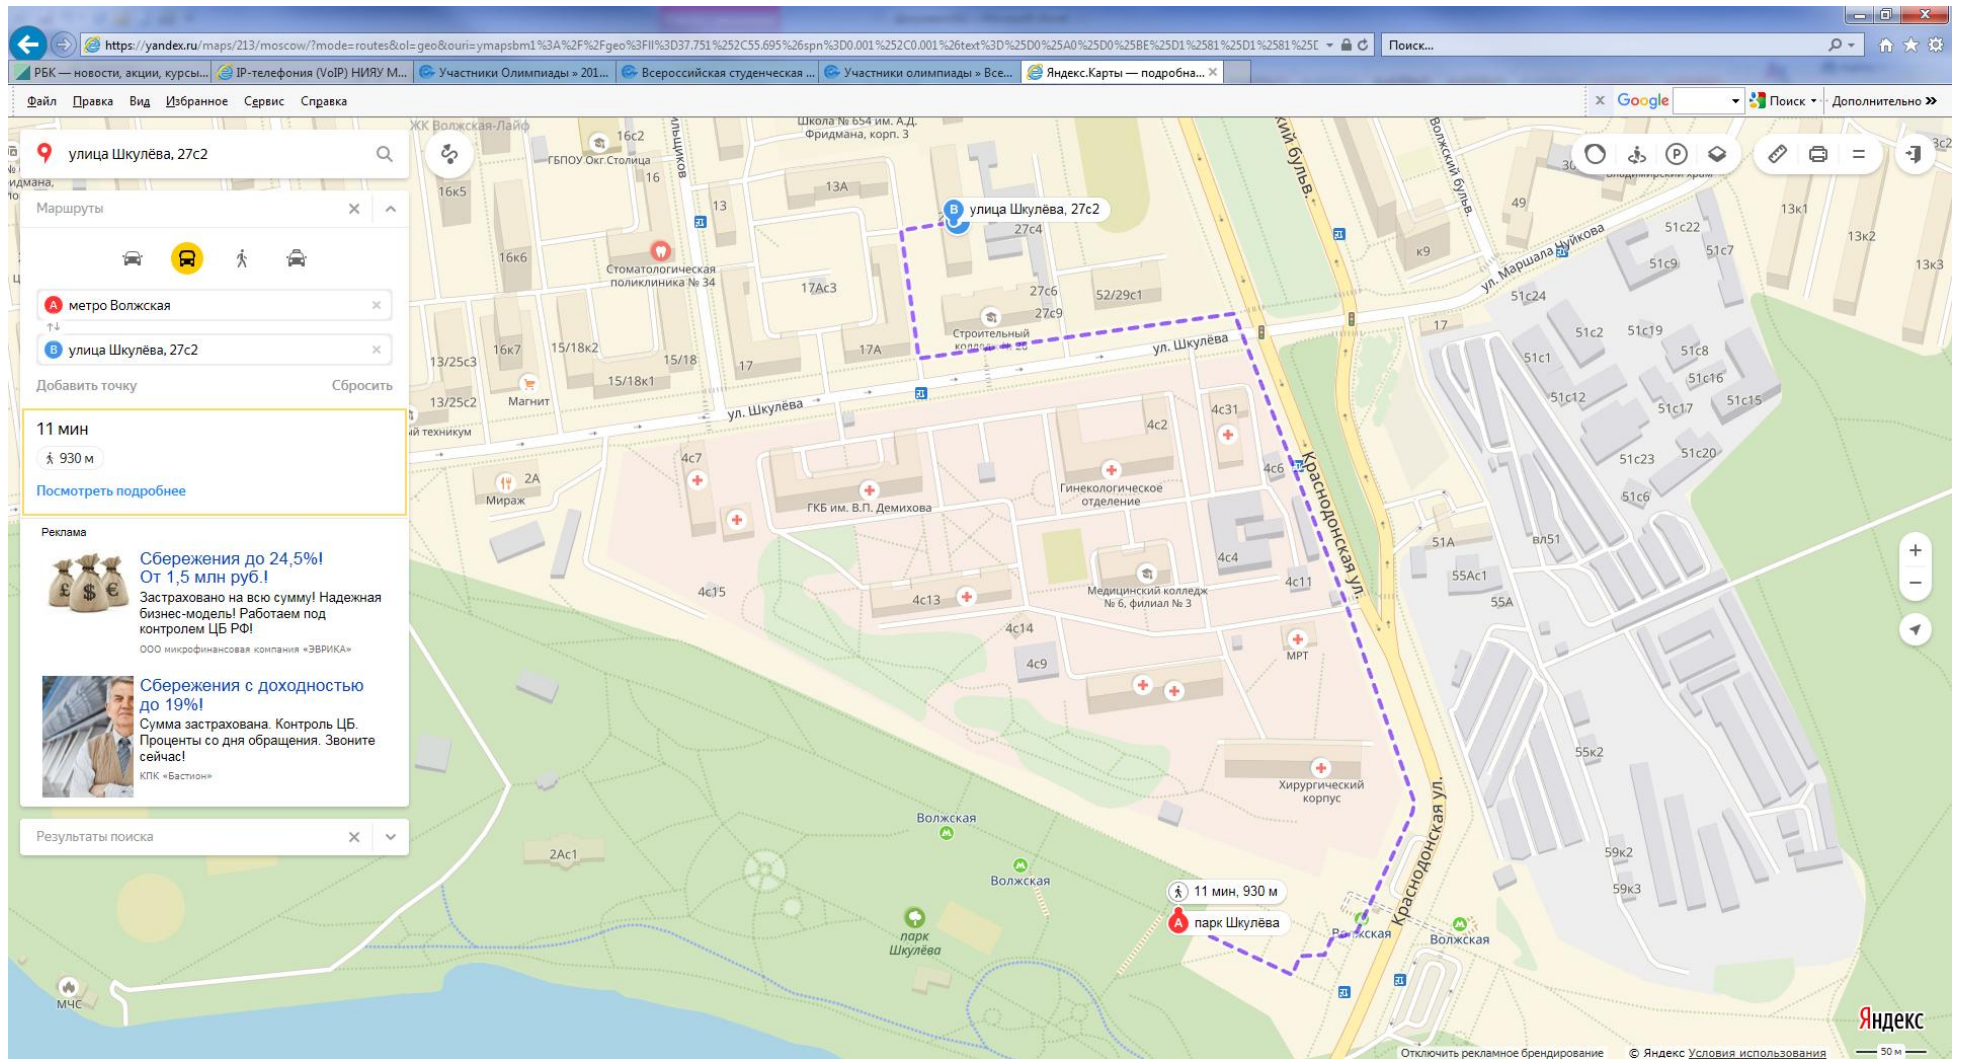 https://yandex.ru/maps/213/moscow/?mode=routes&ol=geo&ouri=ymapsbm1%3A%2F%2Fgeo%3Fll%3D37.751%252C55.695%26spn%3D0.001%252C0.001%26text%3D%25D0%25A0%25D0%25BE%25D1%2581%25D1%2581%25D
Поиск...
РБК — новости, акции, курсы...
IP-телефония (VoIP) НИЯУ М...
Участники Олимпиады » 201...
Всероссийская студенческая ...
Участники олимпиады » Все...
Яндекс.Карты — подробна...
Файл Правка Вид Избранное Сервис Справка
x Google
Поиск
Дополнительно »
улица Шкулёва, 27с2
Маршруты
A метро Волжская
B улица Шкулёва, 27с2
Добавить точку
Сбросить
11 мин
930 м
Посмотреть подробнее
Реклама
Сбережения до 24,5%!
От 1,5 млн руб.!
Застраховано на всю сумму! Надежная
бизнес-модель! Работаем под
контролем ЦБ РФ!
ООО микрофинансовая компания «ЭВРИКА»
Сбережения с доходностью
до 19%!
Сумма застрахована. Контроль ЦБ.
Проценты со дня обращения. Звоните
сейчас!
КПК «Бастион»
Результаты поиска
ЖК Волжская-Лайф
16с2
ГБПОУ Окг Столица
16
16к5
13
13А
Школа № 654 им. А.Д.
Фридмана, корп. 3
B улица Шкулёва, 27с2
27с4
16к6
Стоматологическая
поликлиника № 34
17Ас3
27с6
27с9
52/29с1
Строительный
ул. Шкулёва
13/25с3
16к7
15/18к2
15/18
15/18к1
17
17А
13/25с2
Магнит
ул. Шкулёва
ий техникум
2А
Мираж
4с7
ГКБ им. В.П. Демихова
4с2
4с31
Гинекологическое
отделение
4с6
4с4
4с11
Краснодонская ул.
4с15
4с13
Медицинский колледж
№ 6, филиал № 3
4с14
4с9
МРТ
Хирургический
корпус
Волжский бульв.
Владимирский храм
49
к9
ул. Маршала Чуйкова
51с22
51с7
51с9
13к1
13к2
13к3
51с24
17
51с2
51с19
51с8
51с1
51с16
51с12
51с17
51с15
51с23
51с20
51с6
вл51
51А
55Ас1
55А
55к2
59к2
59к3
Краснодонская ул.
2Ас1
Волжская
Волжская
11 мин, 930 м
A парк Шкулёва
Волжская
парк
Шкулёва
МЧС
Яндекс
Отключить рекламное брендирование
© Яндекс Условия использования
50 м